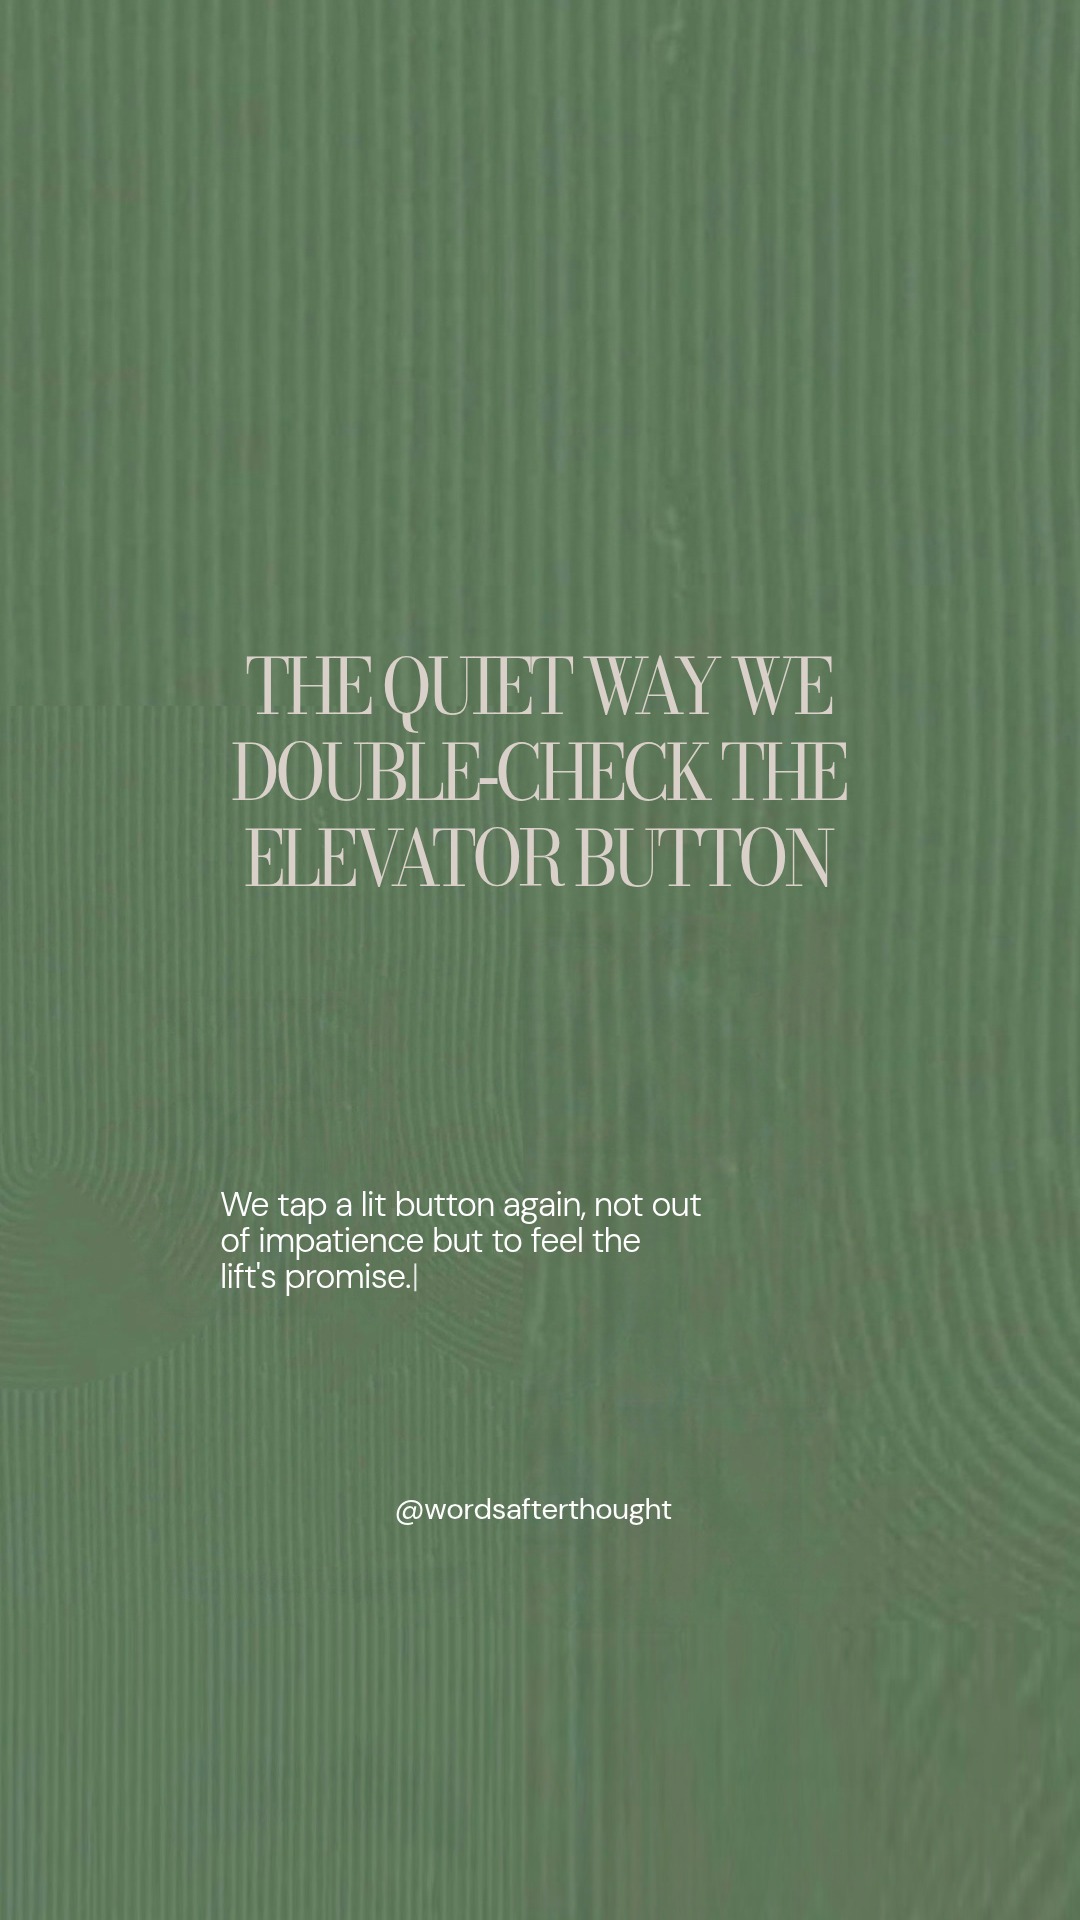 THE QUIET WAY WE
DOUBLE-CHECK THE
ELEVATOR BUTTON
We tap a lit button again, not out
of impatience but to feel the
lift's promise.|
@wordsafterthought